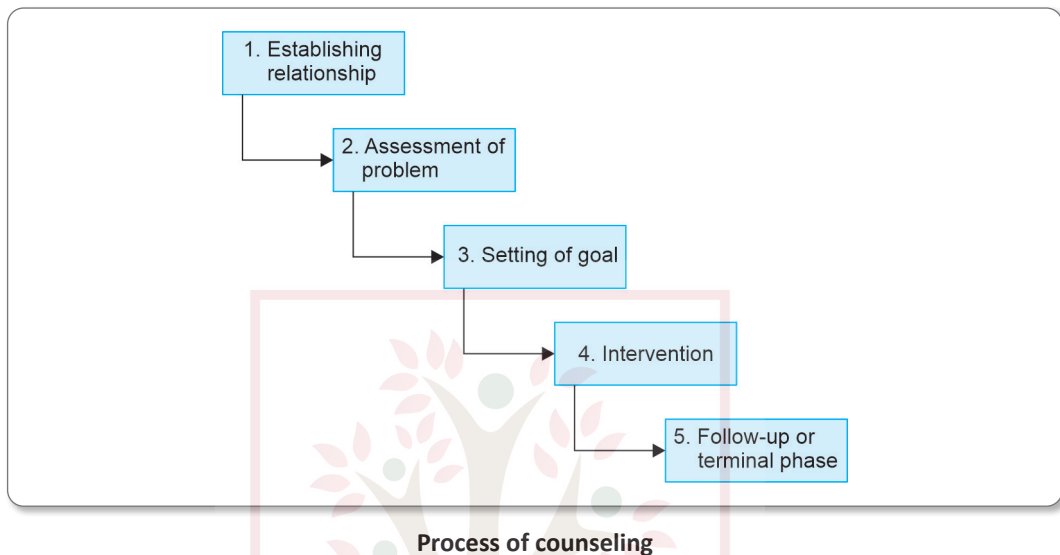 1. Establishing
relationship
2. Assessment of
problem
3. Setting of goal
4. Intervention
5. Follow-up or
terminal phase
Process of counseling